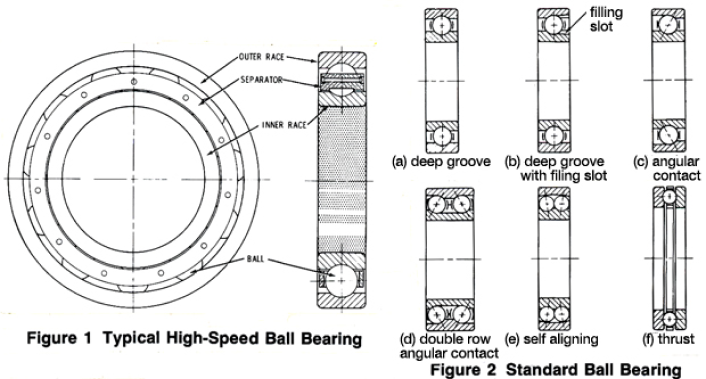 OUTER RACE
SEPARATOR
INNER RACE
BALL
Figure 1 Typical High-Speed Ball Bearing
filling
slot
(a) deep groove
(b) deep groove
with filing slot
(c) angular
contact
(d) double row
angular contact
(e) self aligning
(f) thrust
Figure 2 Standard Ball Bearing